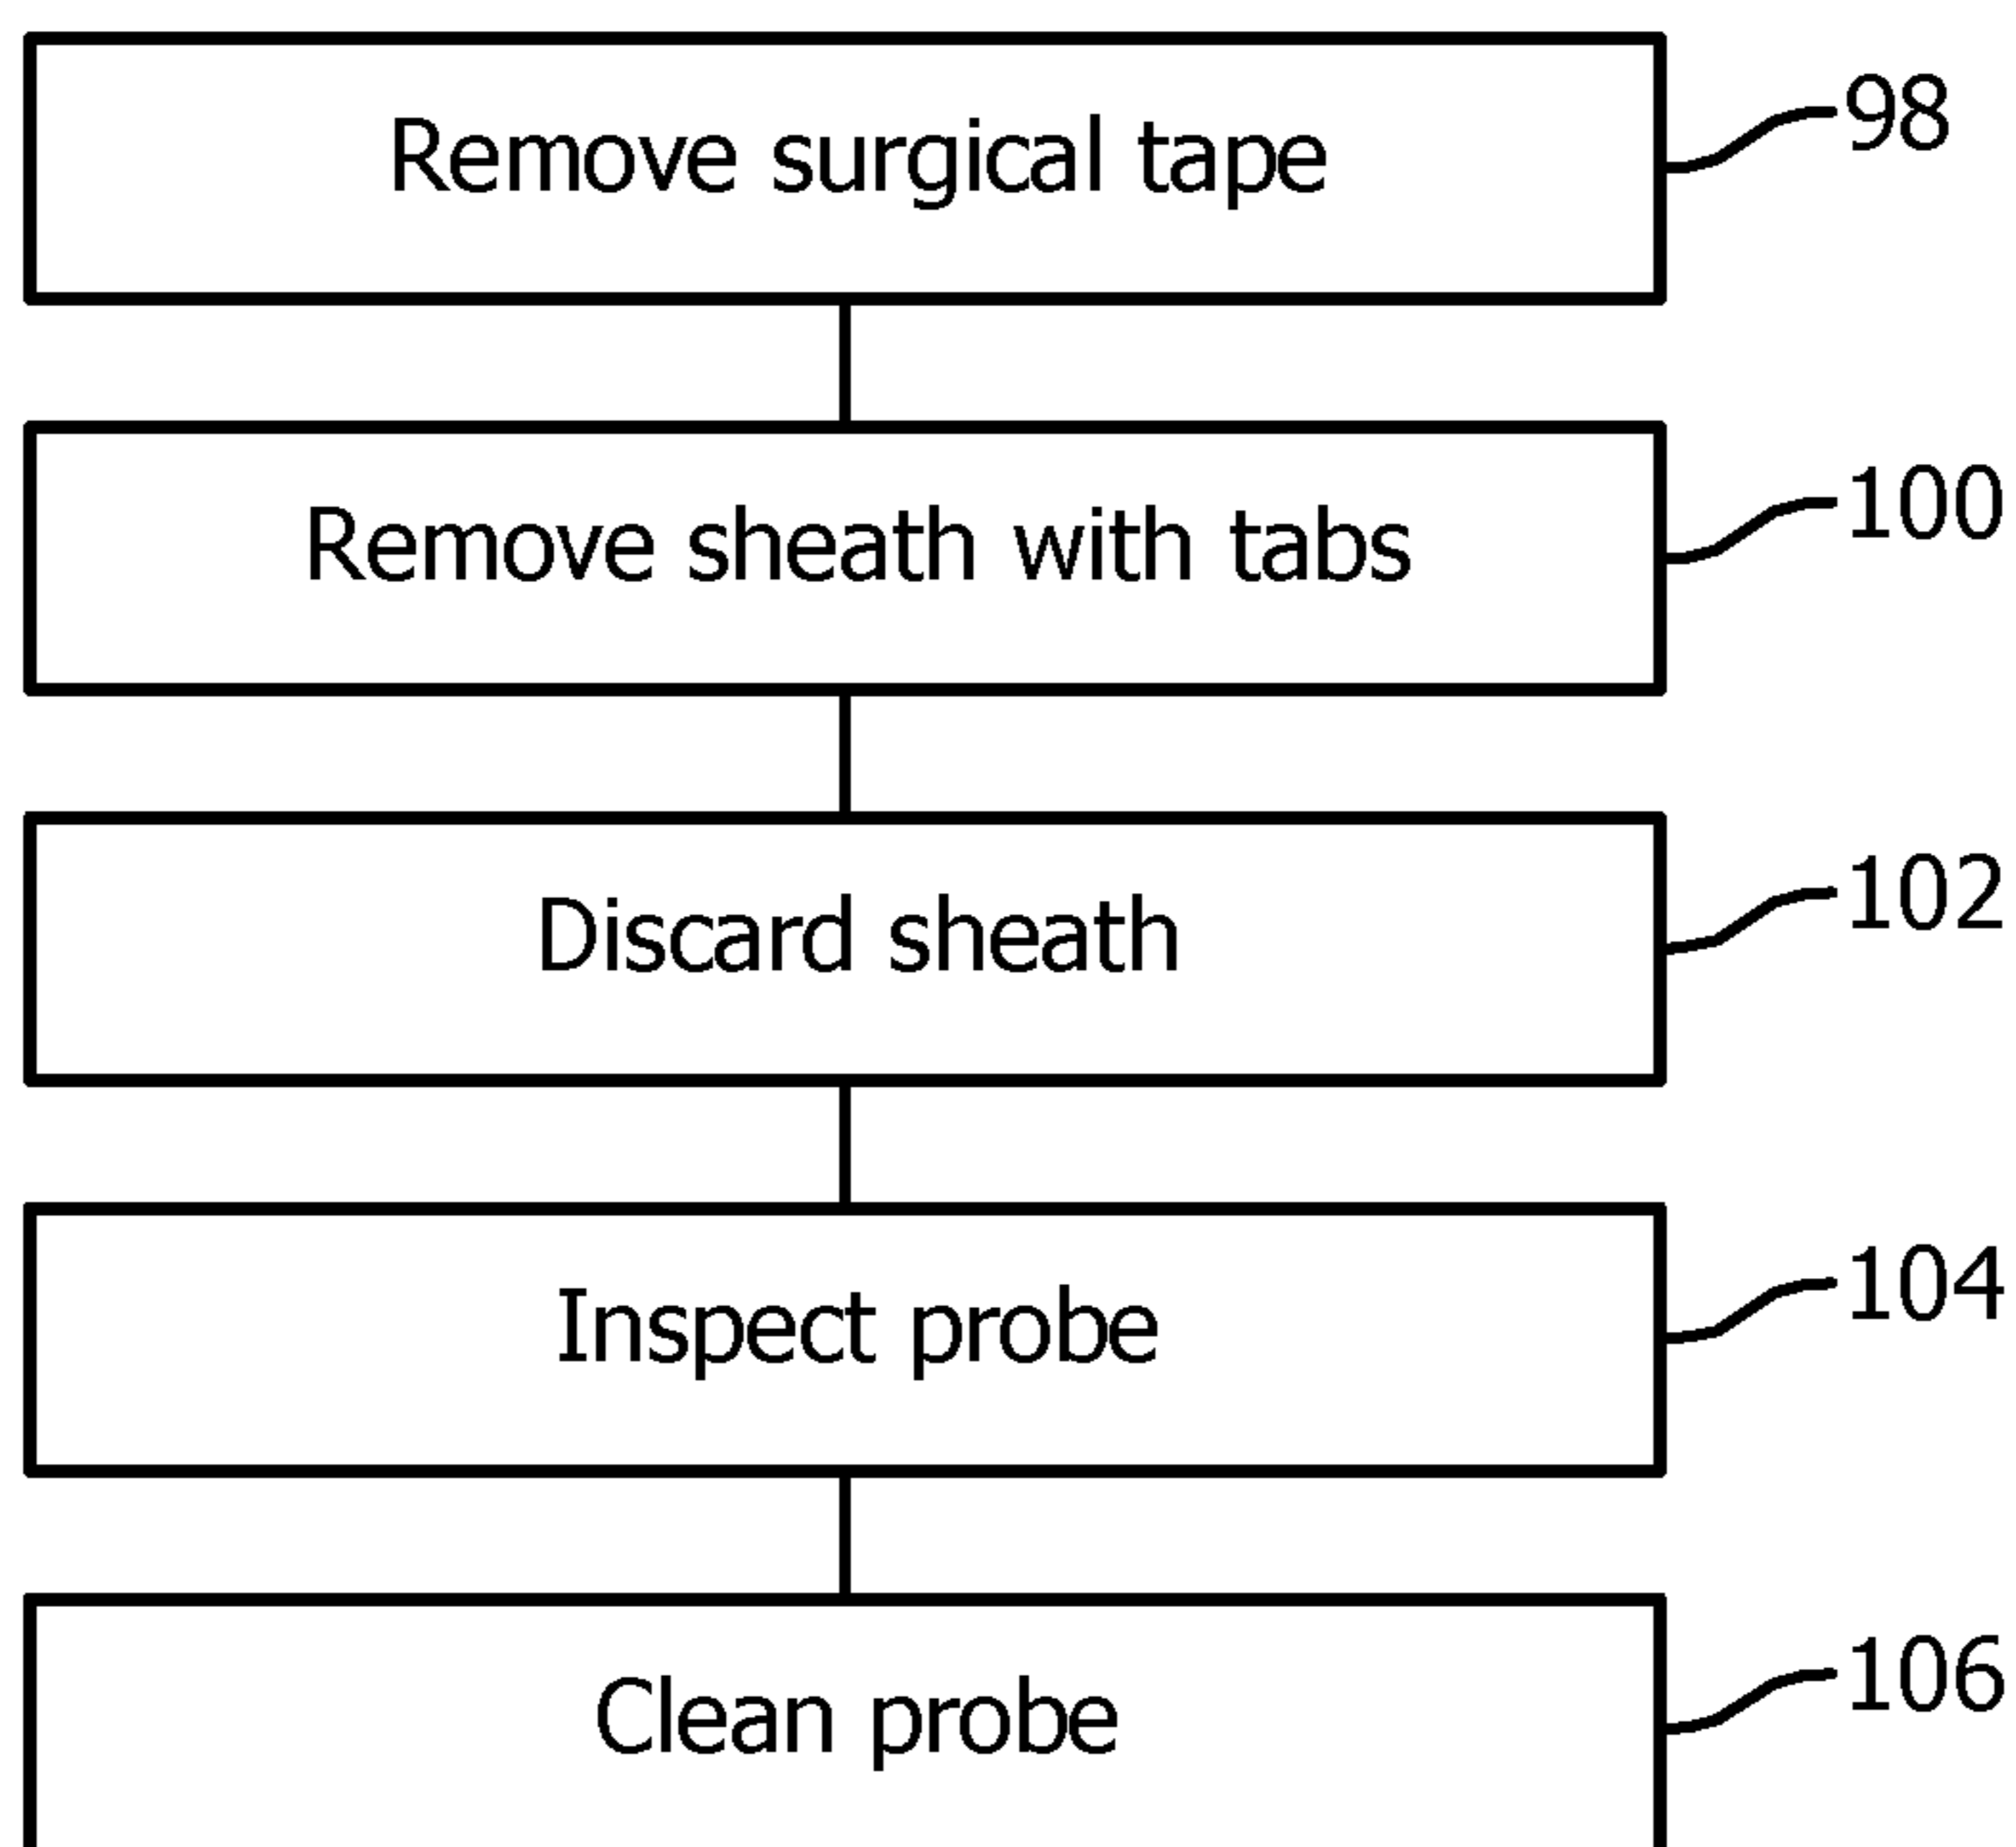 Remove surgical tape
98
Remove sheath with tabs
100
Discard sheath
102
Inspect probe
104
Clean probe
106